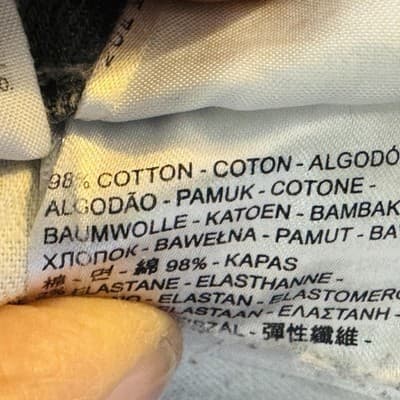 98% COTTON - COTON - ALGODÓ
ALGODÃO - PAMUK - COTONE -
BAUMWOLLE - KATOEN - BAMBAK
ХЛОПОК - BAWEŁNA - PAMUT - BA
棉 - 면 - 綿 98% - KAPAS
ELASTANE - ELASTHANNE -
- ELASTAN - ELASTOMER
- ΕΛΑΣΤΑΝΗ -
- 彈性纖維 -